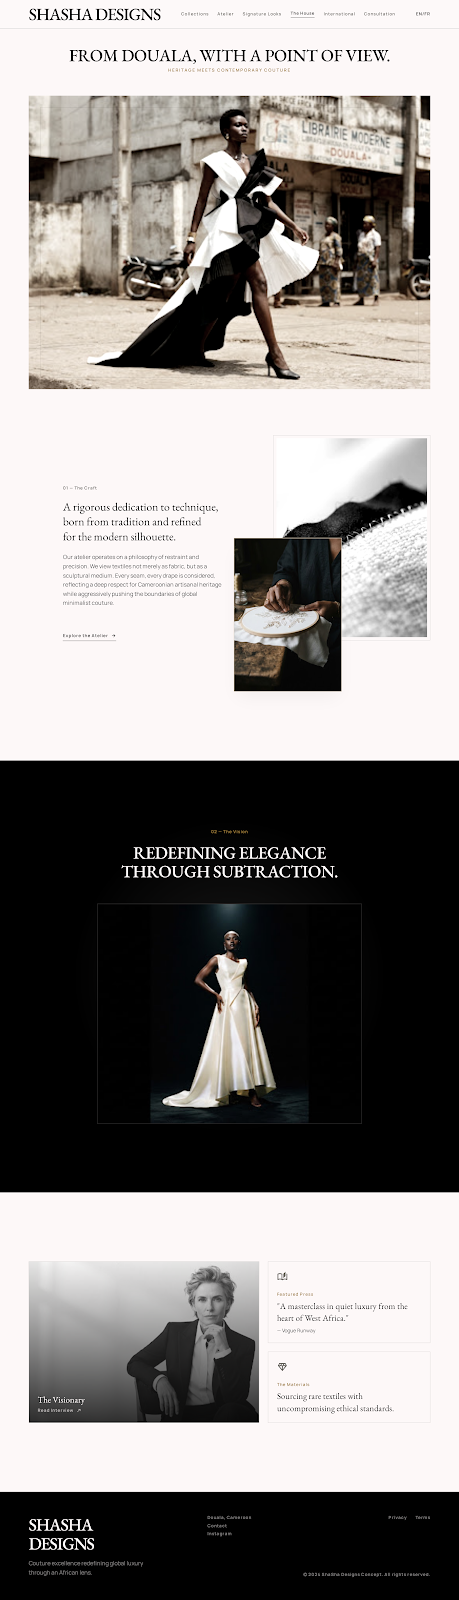 SHASHA DESIGNS
Collections Atelier Signature Looks The House International Consultation EN/FR
FROM DOUALA, WITH A POINT OF VIEW.
HERITAGE MEETS CONTEMPORARY COUTURE
LIBRAIRIE MODERNE
DOUALA
01 — The Craft
A rigorous dedication to technique,
born from tradition and refined
for the modern silhouette.
Our atelier operates on a philosophy of restraint and
precision. We view textiles not merely as fabric, but as a
sculptural medium. Every seam, every drape is considered,
reflecting a deep respect for Cameroonian artisanal heritage
while aggressively pushing the boundaries of global
minimalist couture.
Explore the Atelier →
02 — The Vision
REDEFINING ELEGANCE
THROUGH SUBTRACTION.
The Visionary
Read Interview ↗
Featured Press
"A masterclass in quiet luxury from the
heart of West Africa."
— Vogue Runway
The Materials
Sourcing rare textiles with
uncompromising ethical standards.
SHASHA
DESIGNS
Couture excellence redefining global luxury
through an African lens.
Douala, Cameroon
Contact
Instagram
Privacy Terms
© 2024 ShaSha Designs Concept. All rights reserved.